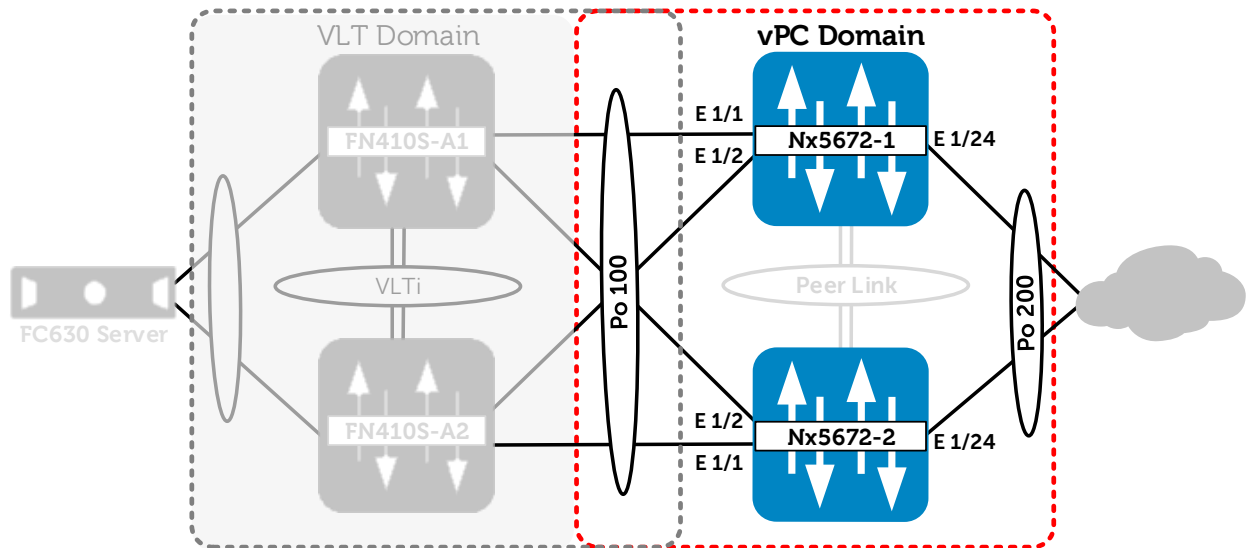 VLT Domain
vPC Domain
E 1/1
FN410S-A1
Nx5672-1
E 1/24
E 1/2
VLTi
Peer Link
Po 100
Po 200
FC630 Server
E 1/2
FN410S-A2
Nx5672-2
E 1/24
E 1/1